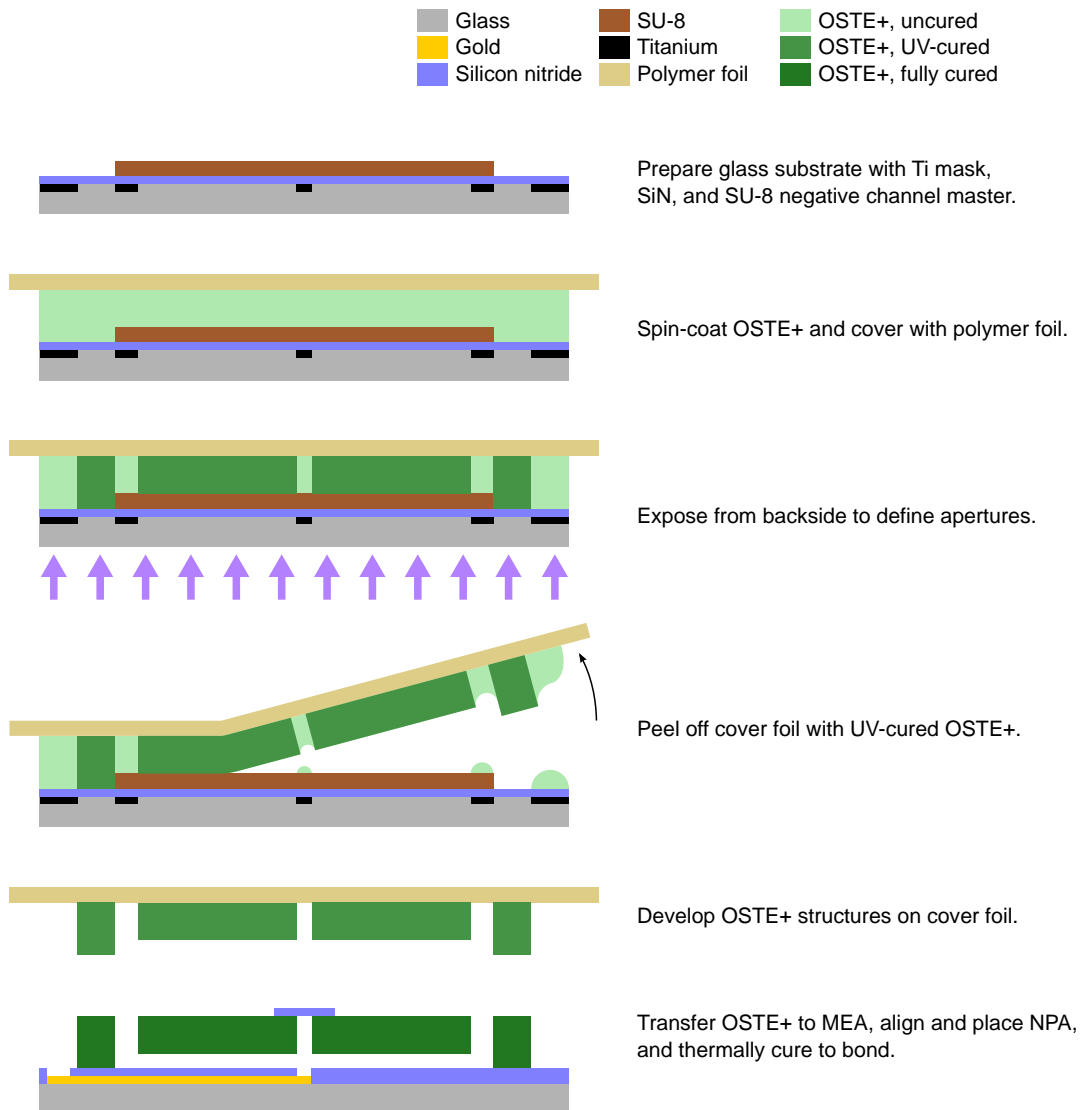 Glass
SU-8
OSTE+, uncured
Gold
Titanium
OSTE+, UV-cured
Silicon nitride
Polymer foil
OSTE+, fully cured
Prepare glass substrate with Ti mask,
SiN, and SU-8 negative channel master.
Spin-coat OSTE+ and cover with polymer foil.
Expose from backside to define apertures.
Peel off cover foil with UV-cured OSTE+.
Develop OSTE+ structures on cover foil.
Transfer OSTE+ to MEA, align and place NPA,
and thermally cure to bond.